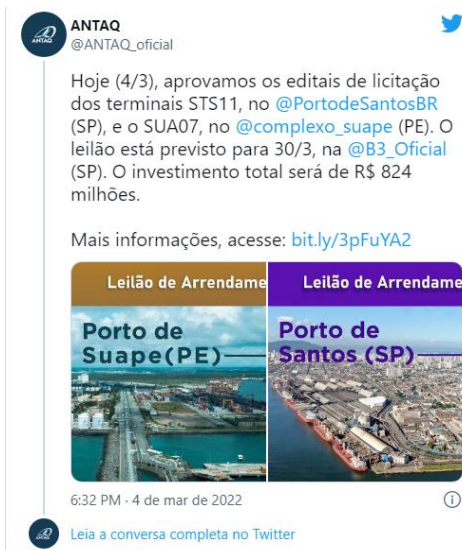 ANTAQ
@ANTAQ_oficial
Hoje (4/3), aprovamos os editais de licitação
dos terminais STS11, no @PortodeSantosBR
(SP), e o SUA07, no @complexo_suape (PE). O
leilão está previsto para 30/3, na @B3_Oficial
(SP). O investimento total será de R$ 824
milhões.
Mais informações, acesse: bit.ly/3pFuYA2
Leilão de Arrendame
Porto de
Suape(PE)
Leilão de Arrendame
Porto de
Santos (SP)
6:32 PM · 4 de mar de 2022
Leia a conversa completa no Twitter